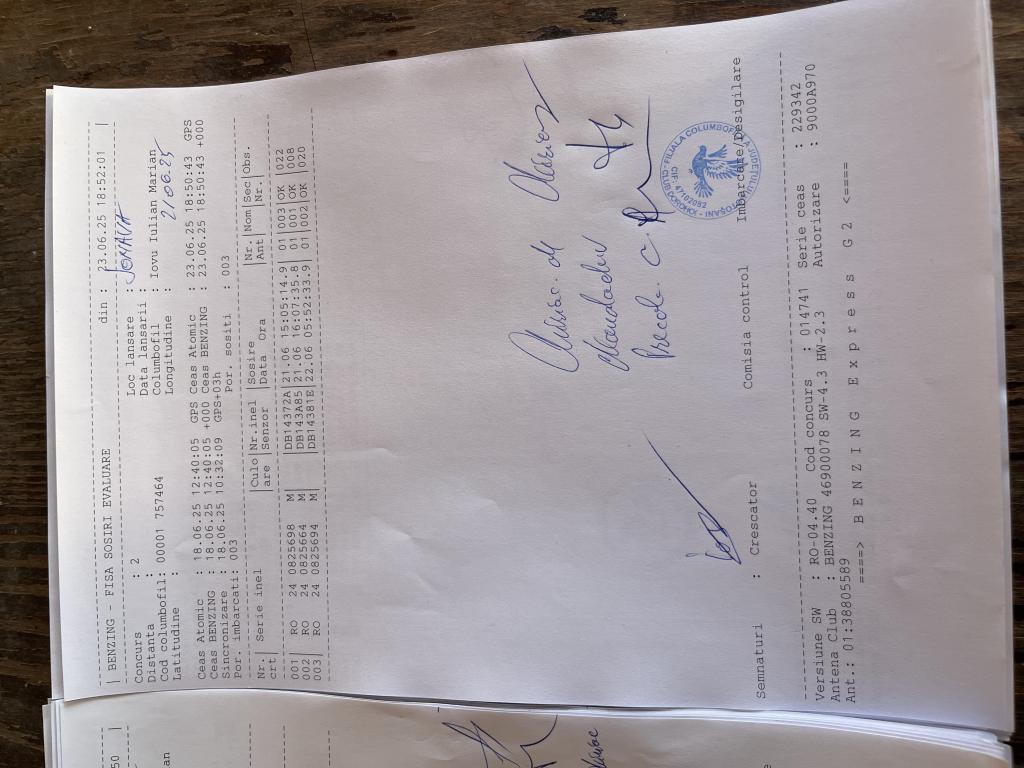 | BENZING - FISA SOSIRI EVALUARE din : 23.06.25 18:52:01 |
Concurs : 2 Loc lansare : JONAVA
Distanta : Data lansarii : 21 06.25
Cod columbofil: 00001 757464 Columbofil : Iovu Iulian Marian
Latitudine : Longitudine :
Ceas Atomic : 18.06.25 12:40:05 GPS Ceas Atomic : 23.06.25 18:50:43 GPS
Ceas BENZING : 18.06.25 12:40:05 +000 Ceas BENZING : 23.06.25 18:50:43 +000
Sincronizare : 18.06.25 10:32:09 GPS+03h
Por. imbarcati: 003 Por. sositi : 003
Nr. | Serie inel |Culo|Nr.inel |Sosire Nr. |Nom|Sec|Obs.
crt| |are |Senzor |Data Ora Ant |Nr.|
001| RO 24 0825698 M |DB14372A|21.06 15:05:14.9| 01|003|OK |022
002| RO 24 0825664 M |DB143A85|21.06 16:07:35.8| 01|001|OK |008
003| RO 24 0825694 M |DB14381E|22.06 05:52:33.9| 01|002|OK |020
FILIALA COLUMBOFILA A JUDETULUI BOTOSANI - CLUBUL DOROHOI
CIF 47102082
Semnaturi : Crescator Comisia control Imbarcare/Desigilare
Versiune SW : RO-04.40 Cod concurs : 014741 Serie ceas : 229342
Antena Club : BENZING 46900078 SW-4.3 HW-2.3 Autorizare : 9000A970
Ant.: 01:38805589
====> B E N Z I N G E x p r e s s G 2 <====